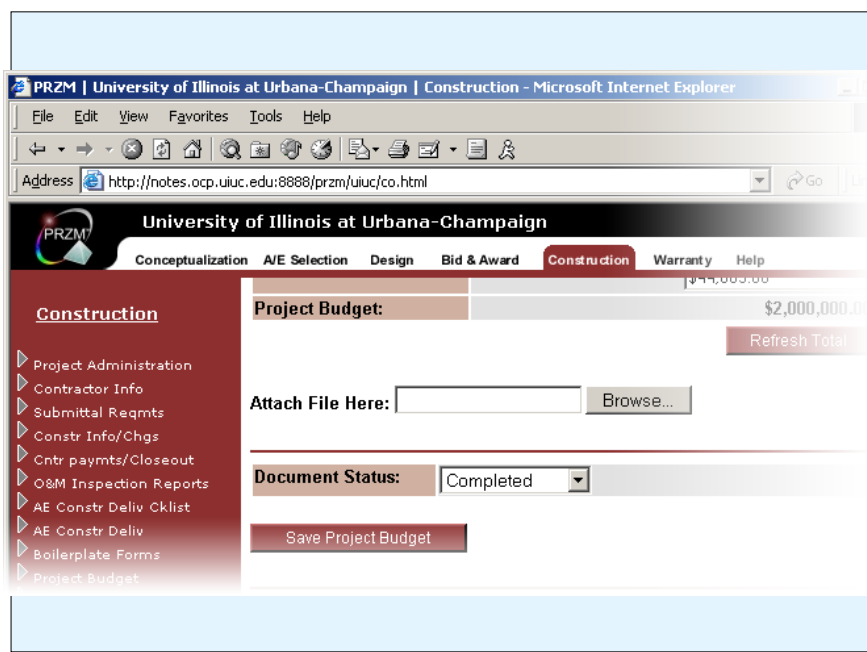 PRZM | University of Illinois at Urbana-Champaign | Construction - Microsoft Internet Explorer
File Edit View Favorites Tools Help
Address http://notes.ocp.uiuc.edu:8888/przm/uiuc/co.html Go
PRZM
University of Illinois at Urbana-Champaign
Conceptualization A/E Selection Design Bid & Award Construction Warranty Help
Construction
Project Administration
Contractor Info
Submittal Reqmts
Constr Info/Chgs
Cntr paymts/Closeout
O&M Inspection Reports
AE Constr Deliv Cklist
AE Constr Deliv
Boilerplate Forms
Project Budget
Project Budget: $2,000,000.00
Refresh Total
Attach File Here: Browse...
Document Status: Completed
Save Project Budget